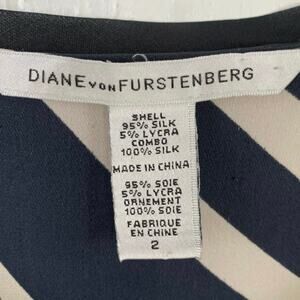 DIANE VON FURSTENBERG
SHELL
95% SILK
5% LYCRA
COMBO
100% SILK
MADE IN CHINA
95% SOIE
5% LYCRA
ORNEMENT
100% SOIE
FABRIQUE
EN CHINE
2